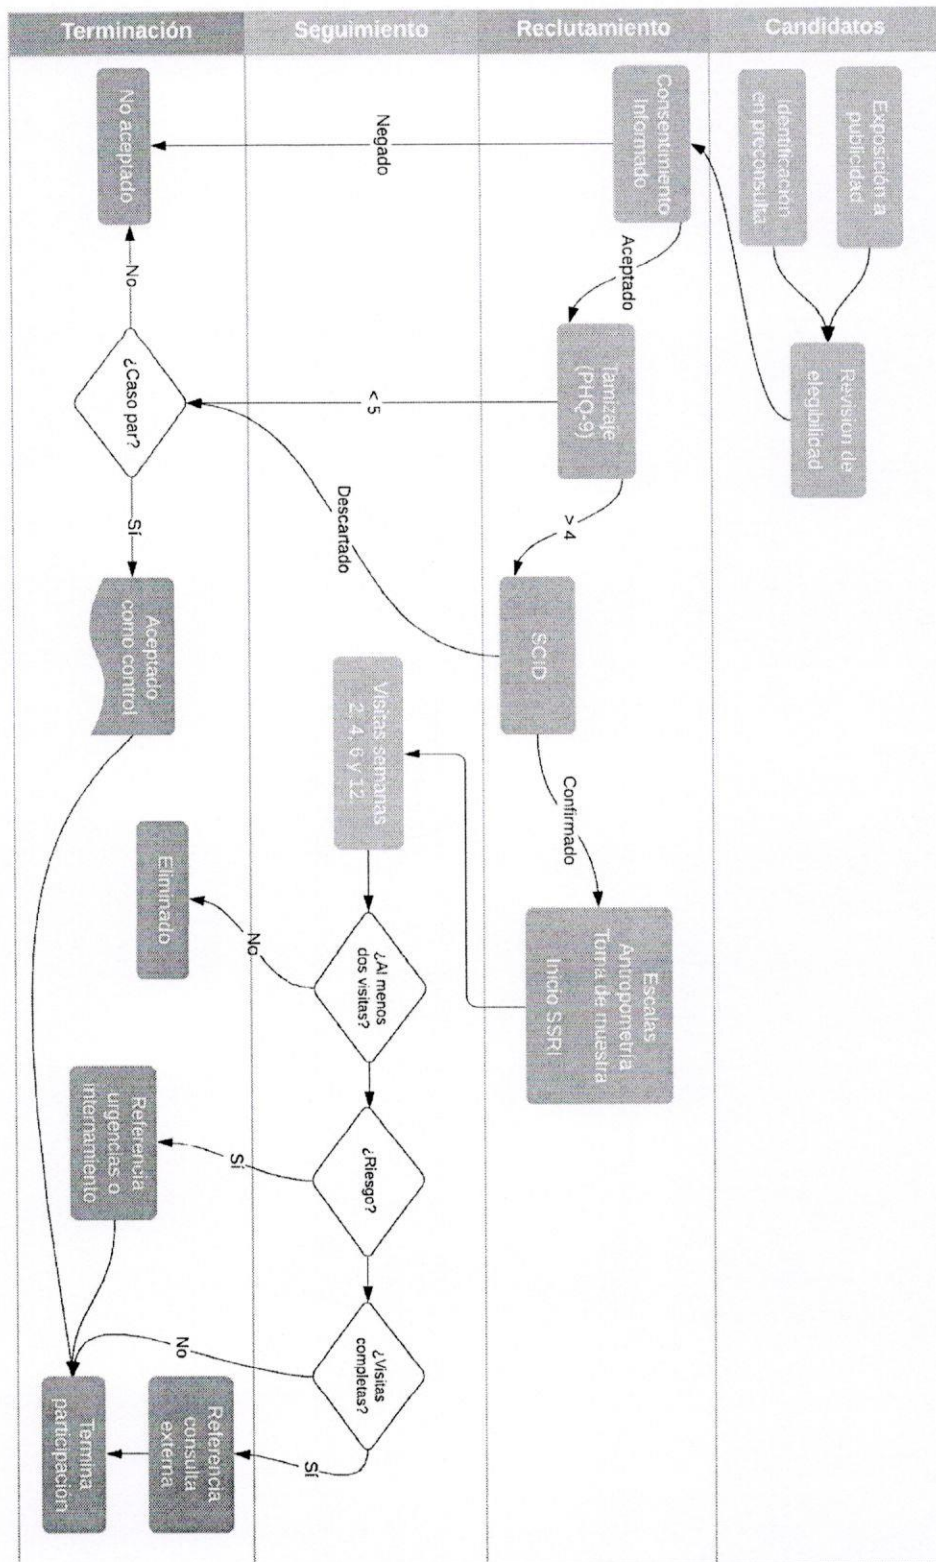 Candidatos
Exposición a
publicidad
Identificación
en preconsulta
Revisión de
elegibilidad
Reclutamiento
Consentimiento
Informado
Negado
Aceptado
Tamizaje
(PHQ-9)
< 5
> 4
SCID
Descartado
Confirmado
Escalas
Antopometría
Toma de muestra
Inicio SSRI
Seguimiento
Visitas semanas
2, 4, 6 y 12
¿Al menos
dos visitas?
No
¿Riesgo?
Sí
¿Visitas
completas?
No
Sí
Terminación
No aceptado
No
¿Caso par?
Sí
Aceptado
como control
Eliminado
Referencia
urgencias o
internamiento
Referencia
consulta
externa
Termina
participación